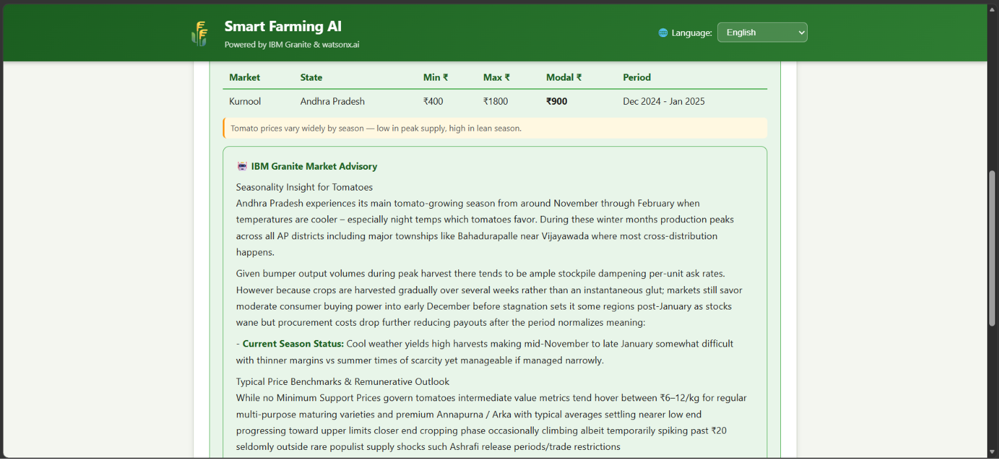 Smart Farming AI
Powered by IBM Granite & watsonx.ai
Language: English
Market State Min ₹ Max ₹ Modal ₹ Period
Kurnool Andhra Pradesh ₹400 ₹1800 ₹900 Dec 2024 - Jan 2025
Tomato prices vary widely by season — low in peak supply, high in lean season.
IBM Granite Market Advisory
Seasonality Insight for Tomatoes
Andhra Pradesh experiences its main tomato-growing season from around November through February when
temperatures are cooler – especially night temps which tomatoes favor. During these winter months production peaks
across all AP districts including major townships like Bahadurapalle near Vijayawada where most cross-distribution
happens.
Given bumper output volumes during peak harvest there tends to be ample stockpile dampening per-unit ask rates.
However because crops are harvested gradually over several weeks rather than an instantaneous glut; markets still savor
moderate consumer buying power into early December before stagnation sets it some regions post-January as stocks
wane but procurement costs drop further reducing payouts after the period normalizes meaning:
- Current Season Status: Cool weather yields high harvests making mid-November to late January somewhat difficult
with thinner margins vs summer times of scarcity yet manageable if managed narrowly.
Typical Price Benchmarks & Remunerative Outlook
While no Minimum Support Prices govern tomatoes intermediate value metrics tend hover between ₹6–12/kg for regular
multi-purpose maturing varieties and premium Annapurna / Arka with typical averages settling nearer low end
progressing toward upper limits closer end cropping phase occasionally climbing albeit temporarily spiking past ₹20
seldomly outside rare populist supply shocks such Ashrafi release periods/trade restrictions